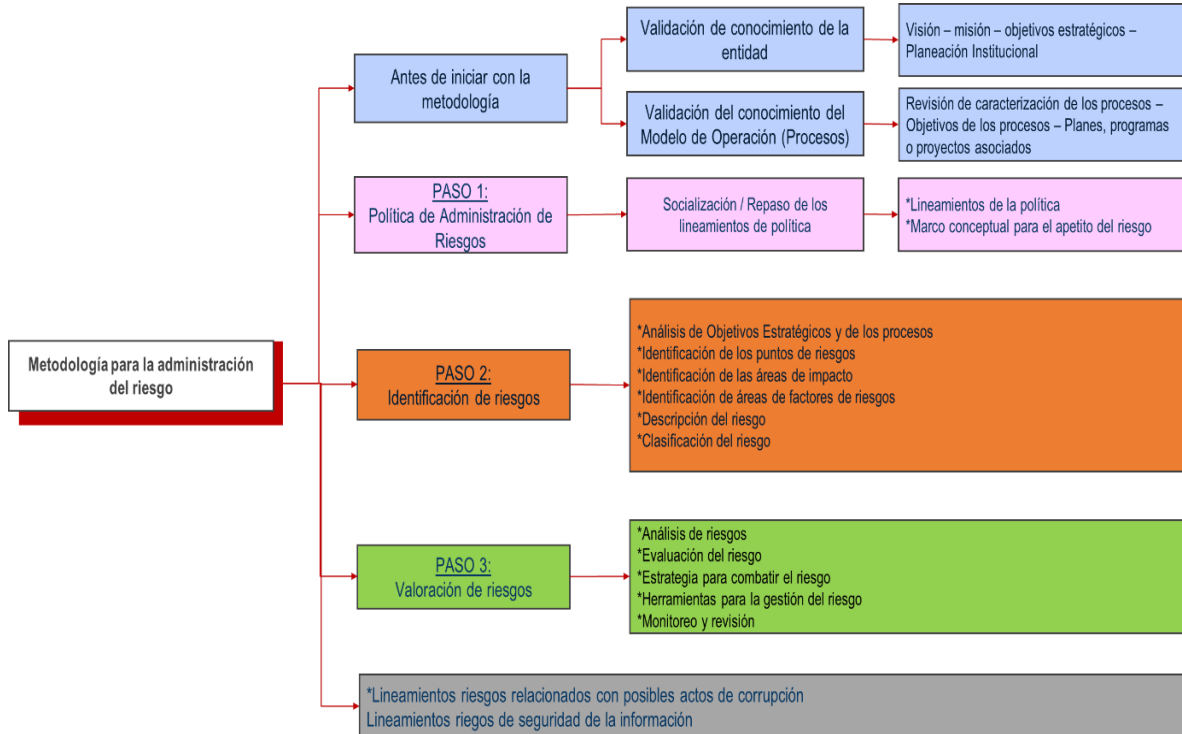 Metodología para la administración
del riesgo
Antes de iniciar con la
metodología
Validación de conocimiento de la
entidad
Visión – misión – objetivos estratégicos –
Planeación Institucional
Validación del conocimiento del
Modelo de Operación (Procesos)
Revisión de caracterización de los procesos –
Objetivos de los procesos – Planes, programas
o proyectos asociados
PASO 1:
Política de Administración de
Riesgos
Socialización / Repaso de los
lineamientos de política
*Lineamientos de la política
*Marco conceptual para el apetito del riesgo
PASO 2:
Identificación de riesgos
*Análisis de Objetivos Estratégicos y de los procesos
*Identificación de los puntos de riesgos
*Identificación de las áreas de impacto
*Identificación de áreas de factores de riesgos
*Descripción del riesgo
*Clasificación del riesgo
PASO 3:
Valoración de riesgos
*Análisis de riesgos
*Evaluación del riesgo
*Estrategia para combatir el riesgo
*Herramientas para la gestión del riesgo
*Monitoreo y revisión
*Lineamientos riesgos relacionados con posibles actos de corrupción
Lineamientos riegos de seguridad de la información